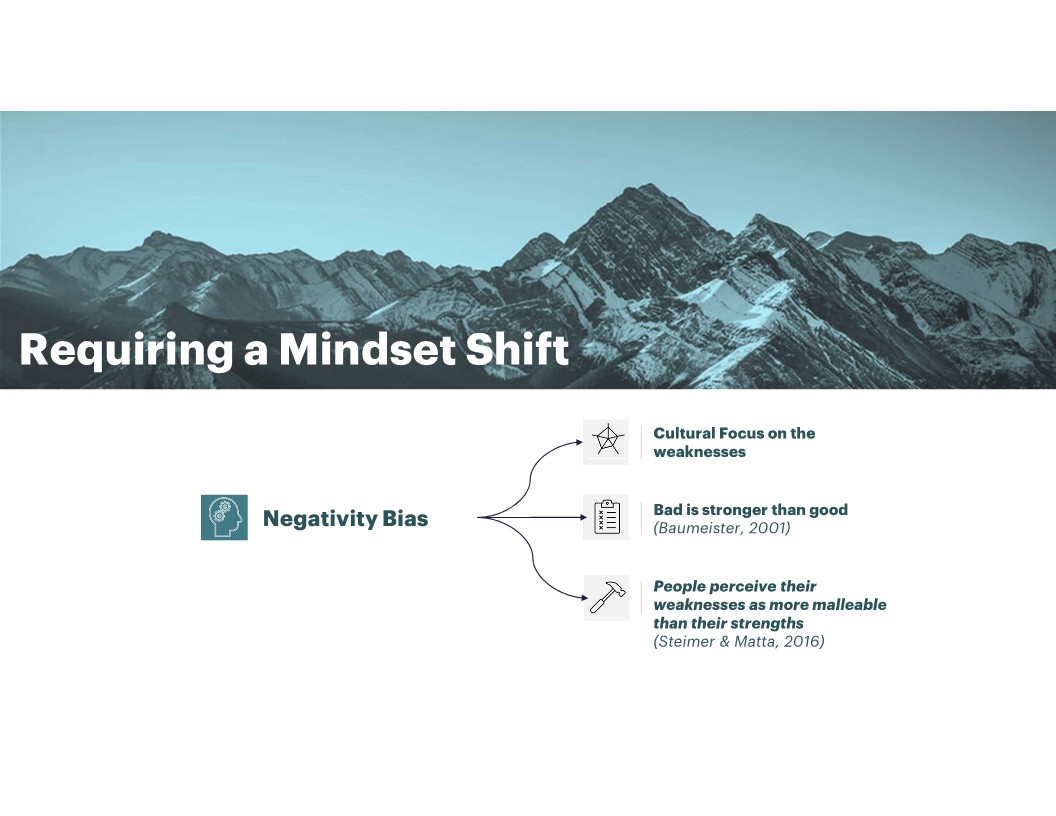 Requiring a Mindset Shift
Cultural Focus on the
weaknesses
Negativity Bias
Bad is stronger than good
(Baumeister, 2001)
People perceive their
weaknesses as more malleable
than their strengths
(Steimer & Matta, 2016)